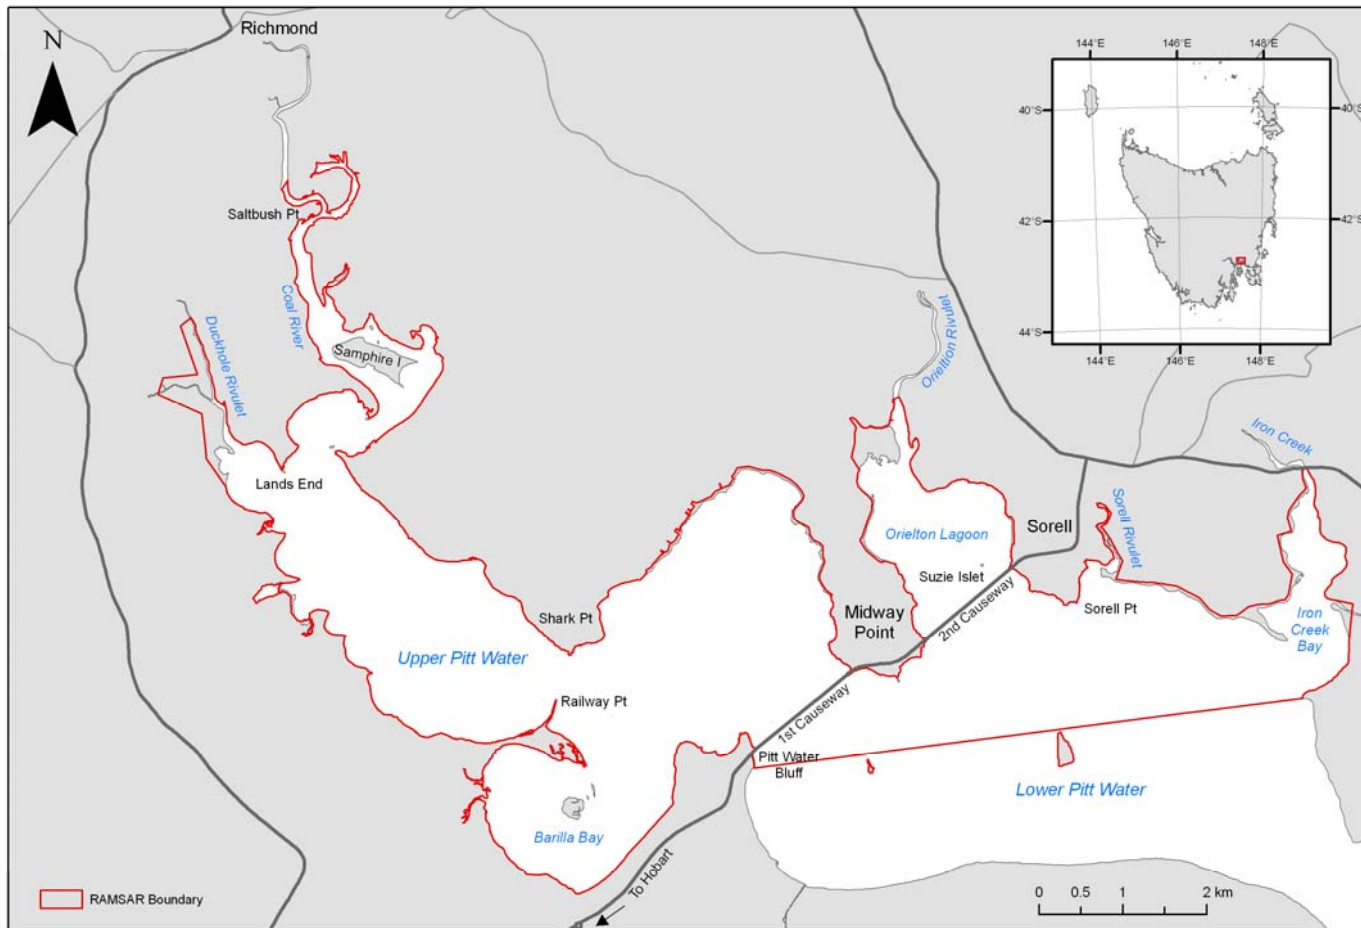 Richmond
N
144°E
148°E
40°S
40°S
42°S
42°S
44°S
144°E
146°E
148°E
Saltbush Pt
Coal River
Duckhole Rivulet
Samphire I
Orieltion Rivulet
Iron Creek
Lands End
Sorell
Sorell Rivulet
Orielton Lagoon
Suzie Islet
2nd Causeway
Sorell Pt
Iron
Creek
Bay
Shark Pt
Midway
Point
Upper Pitt Water
Railway Pt
1st Causeway
Pitt Water
Bluff
Lower Pitt Water
Barilla Bay
To Hobart
RAMSAR Boundary
0 0.5 1 2 km